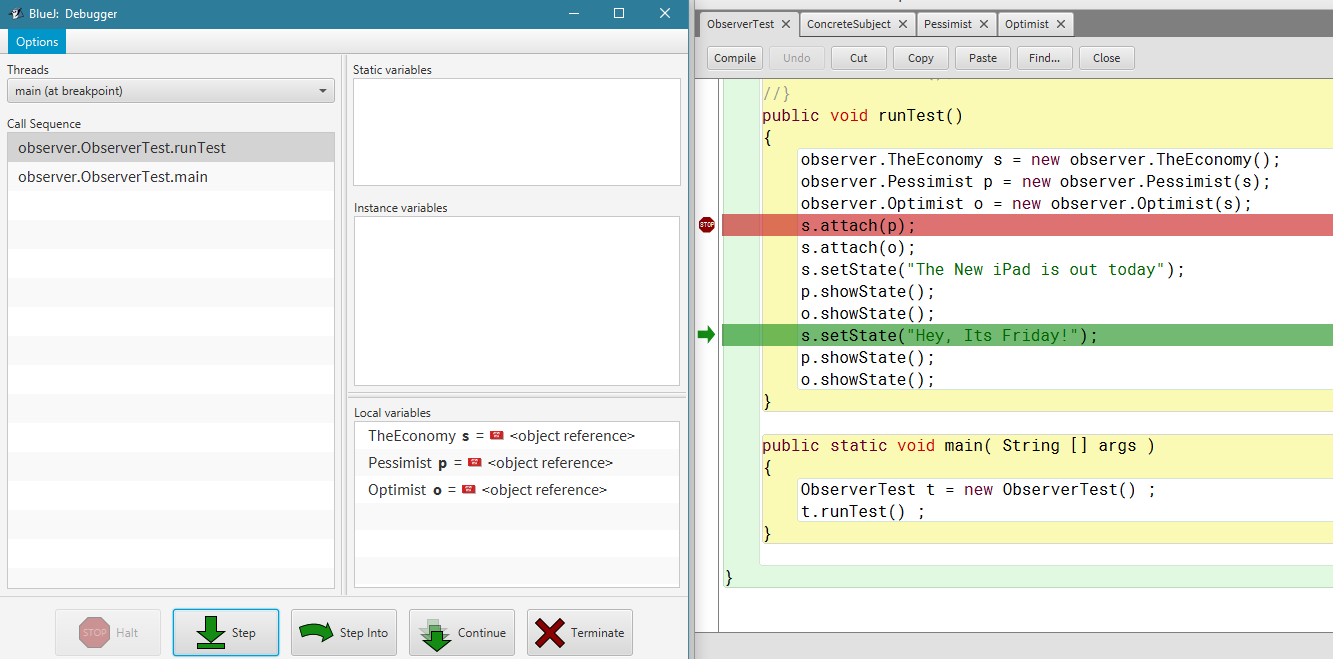 BlueJ: Debugger
Options
Threads
main (at breakpoint)
Call Sequence
observer.ObserverTest.runTest
observer.ObserverTest.main
Static variables
Instance variables
Local variables
TheEconomy s = <object reference>
Pessimist p = <object reference>
Optimist o = <object reference>
STOP Halt
Step
Step Into
Continue
Terminate
ObserverTest
ConcreteSubject
Pessimist
Optimist
Compile
Undo
Cut
Copy
Paste
Find...
Close
//}
public void runTest()
{
observer.TheEconomy s = new observer.TheEconomy();
observer.Pessimist p = new observer.Pessimist(s);
observer.Optimist o = new observer.Optimist(s);
STOP s.attach(p);
s.attach(o);
s.setState("The New iPad is out today");
p.showState();
o.showState();
s.setState("Hey, Its Friday!");
p.showState();
o.showState();
}
public static void main( String [] args )
{
ObserverTest t = new ObserverTest() ;
t.runTest() ;
}
}